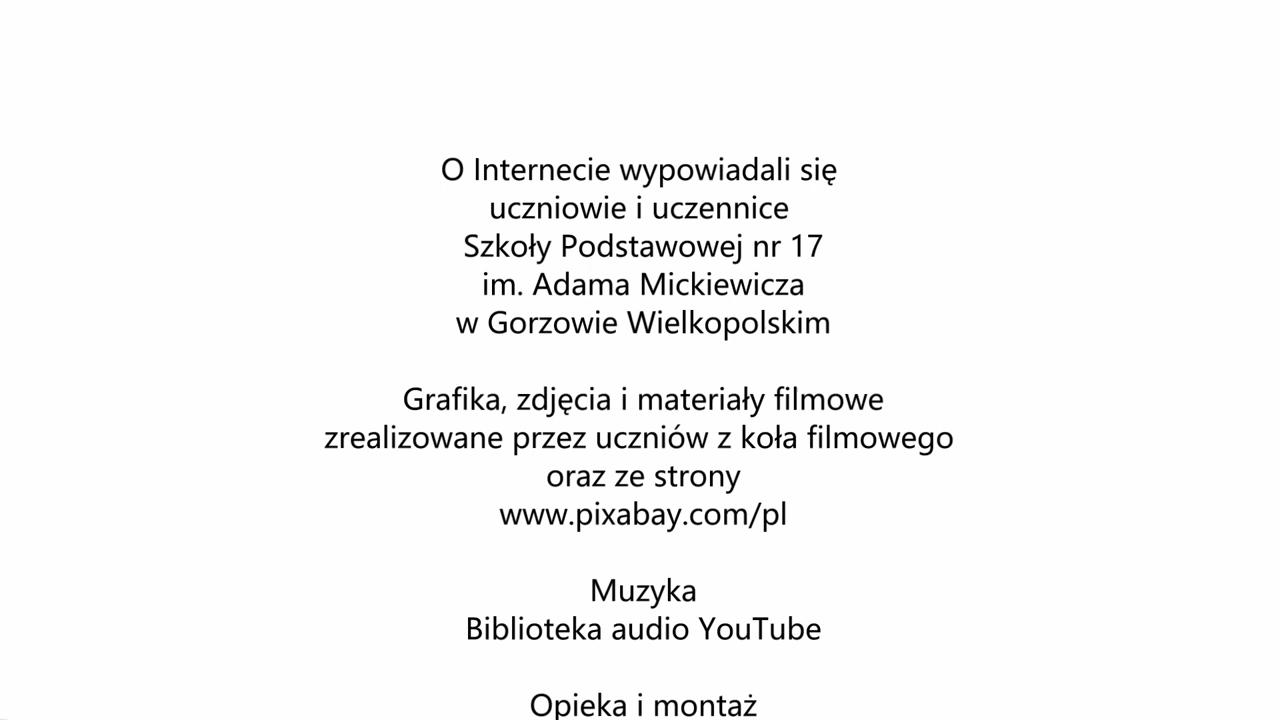 O Internecie wypowiadali się
uczniowie i uczennice
Szkoły Podstawowej nr 17
im. Adama Mickiewicza
w Gorzowie Wielkopolskim
Grafika, zdjęcia i materiały filmowe
zrealizowane przez uczniów z koła filmowego
oraz ze strony
www.pixabay.com/pl
Muzyka
Biblioteka audio YouTube
Opieka i montaż